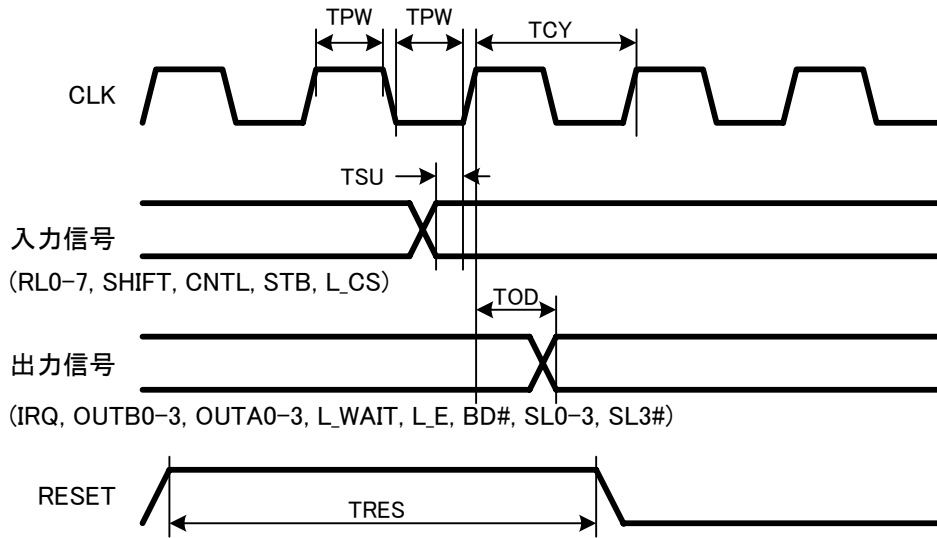 TPW TPW TCY
CLK
TSU
入力信号
(RL0-7, SHIFT, CNTL, STB, L_CS)
TOD
出力信号
(IRQ, OUTB0-3, OUTA0-3, L_WAIT, L_E, BD#, SL0-3, SL3#)
RESET
TRES